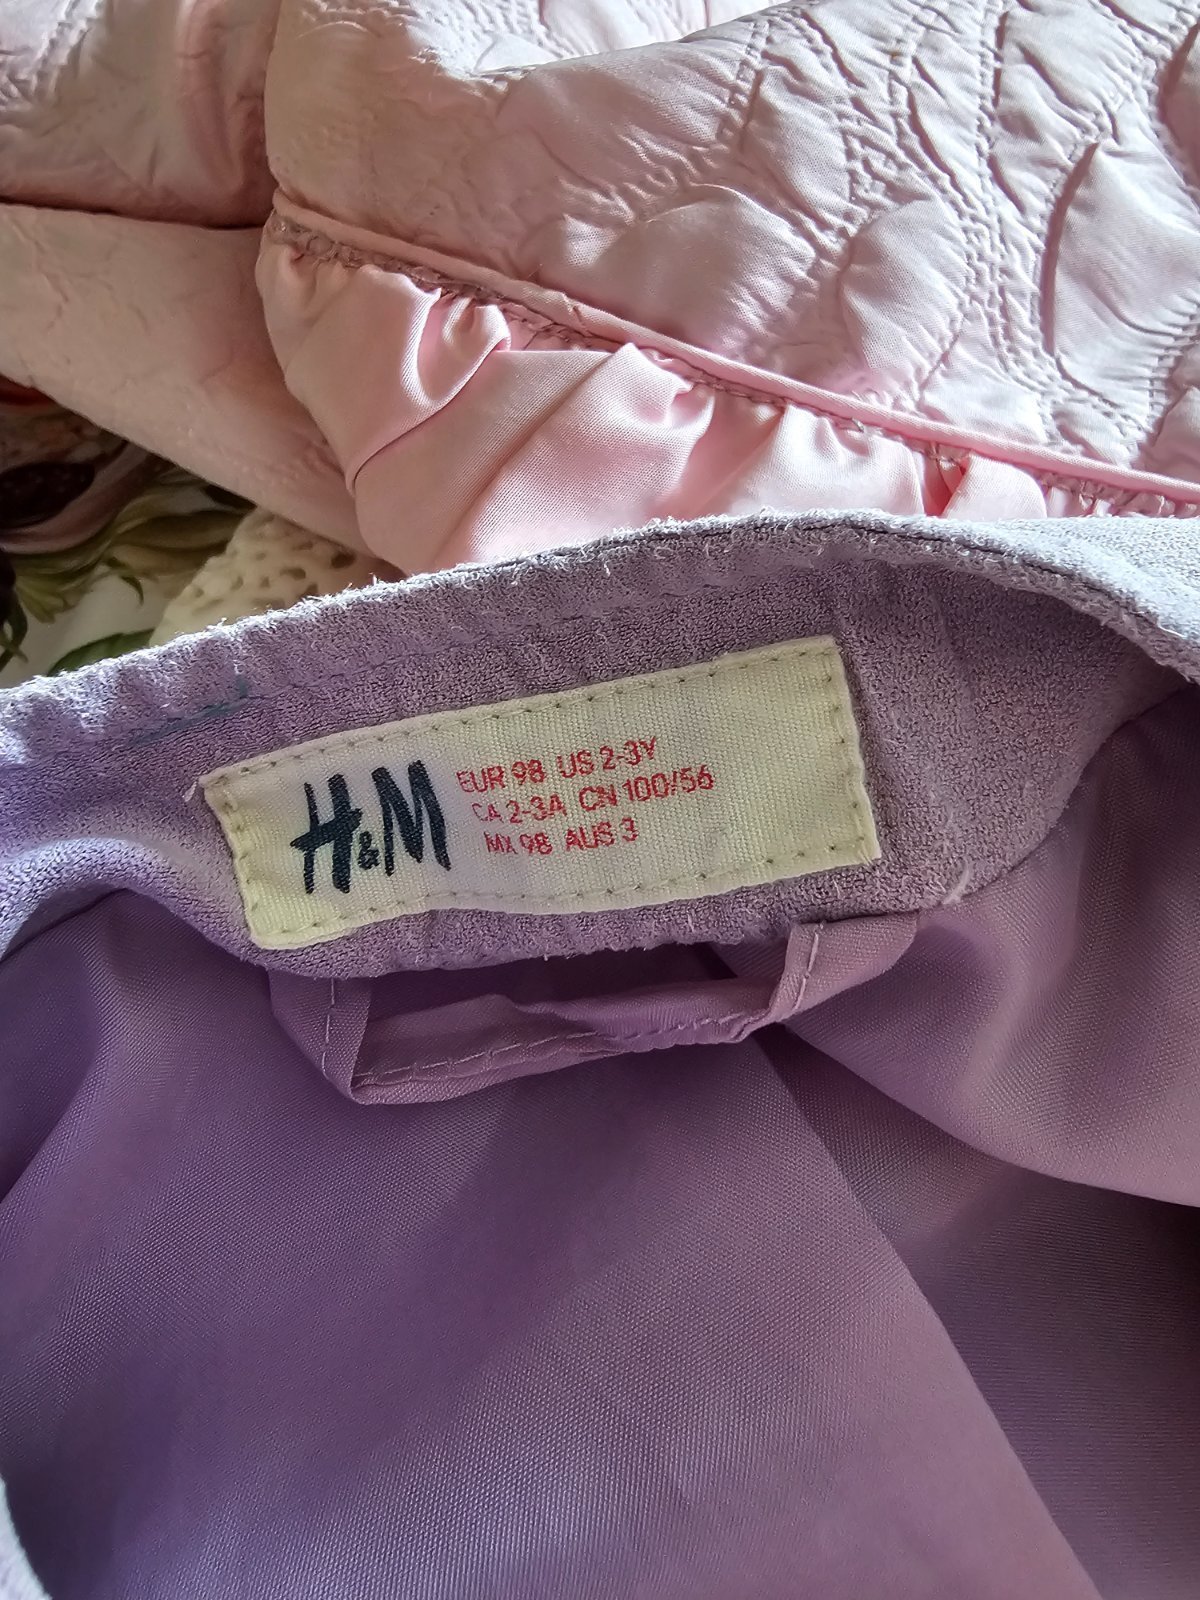 H&M
EUR 98 US 2-3Y
CA 2-3A CN 100/56
MX 98 AUS 3